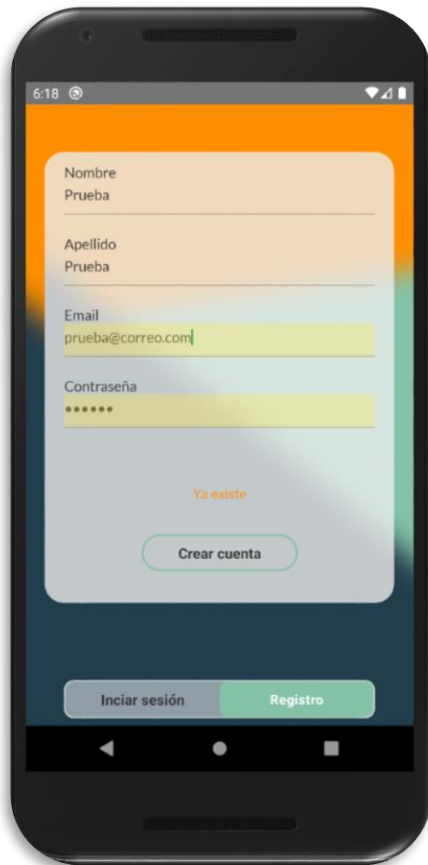 6:18
Nombre
Prueba
Apellido
Prueba
Email
prueba@correo.com
Contraseña
••••••
Ya existe
Crear cuenta
Inciar sesión
Registro